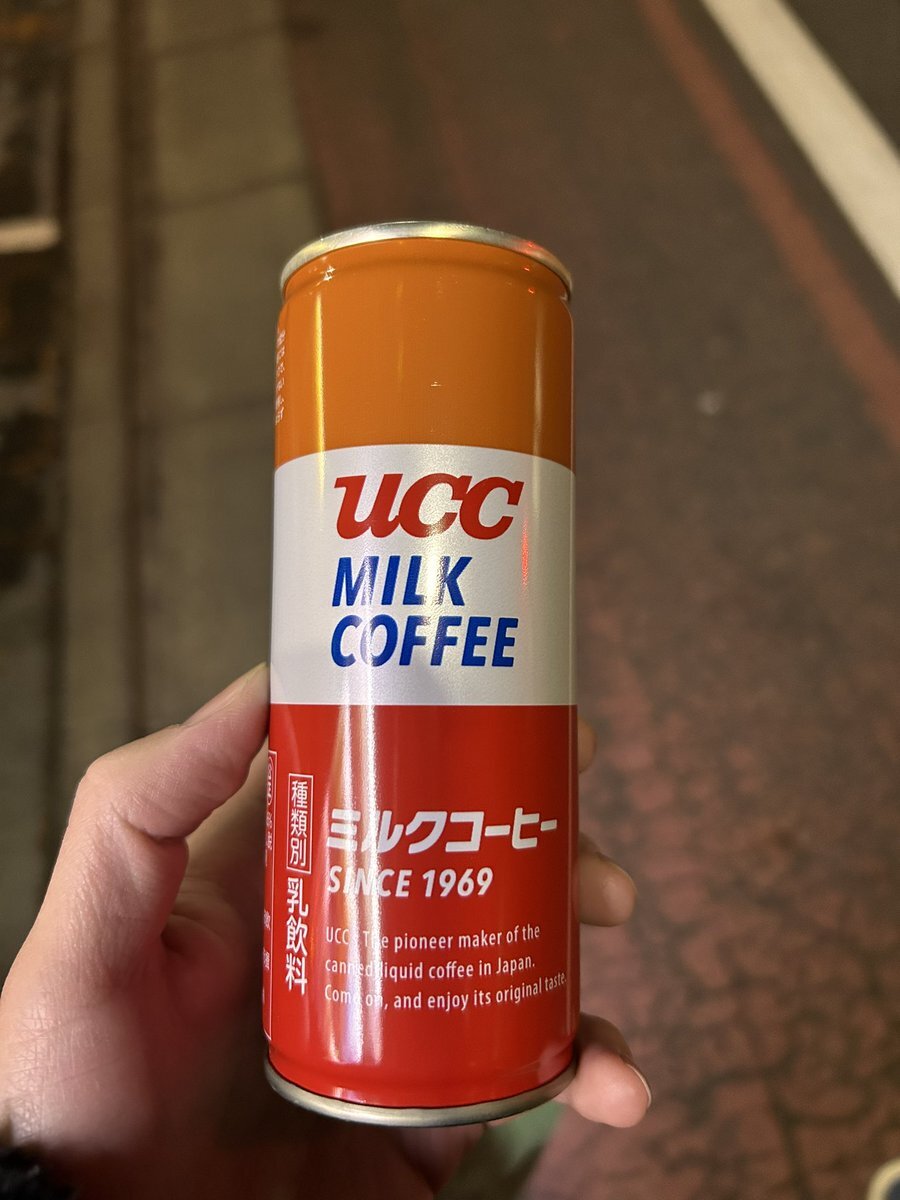 UCC
MILK
COFFEE
ミルクコーヒー
SINCE 1969
UCC: The pioneer maker of the
canned liquid coffee in Japan.
Come on, and enjoy its original taste.
種類別
乳飲料